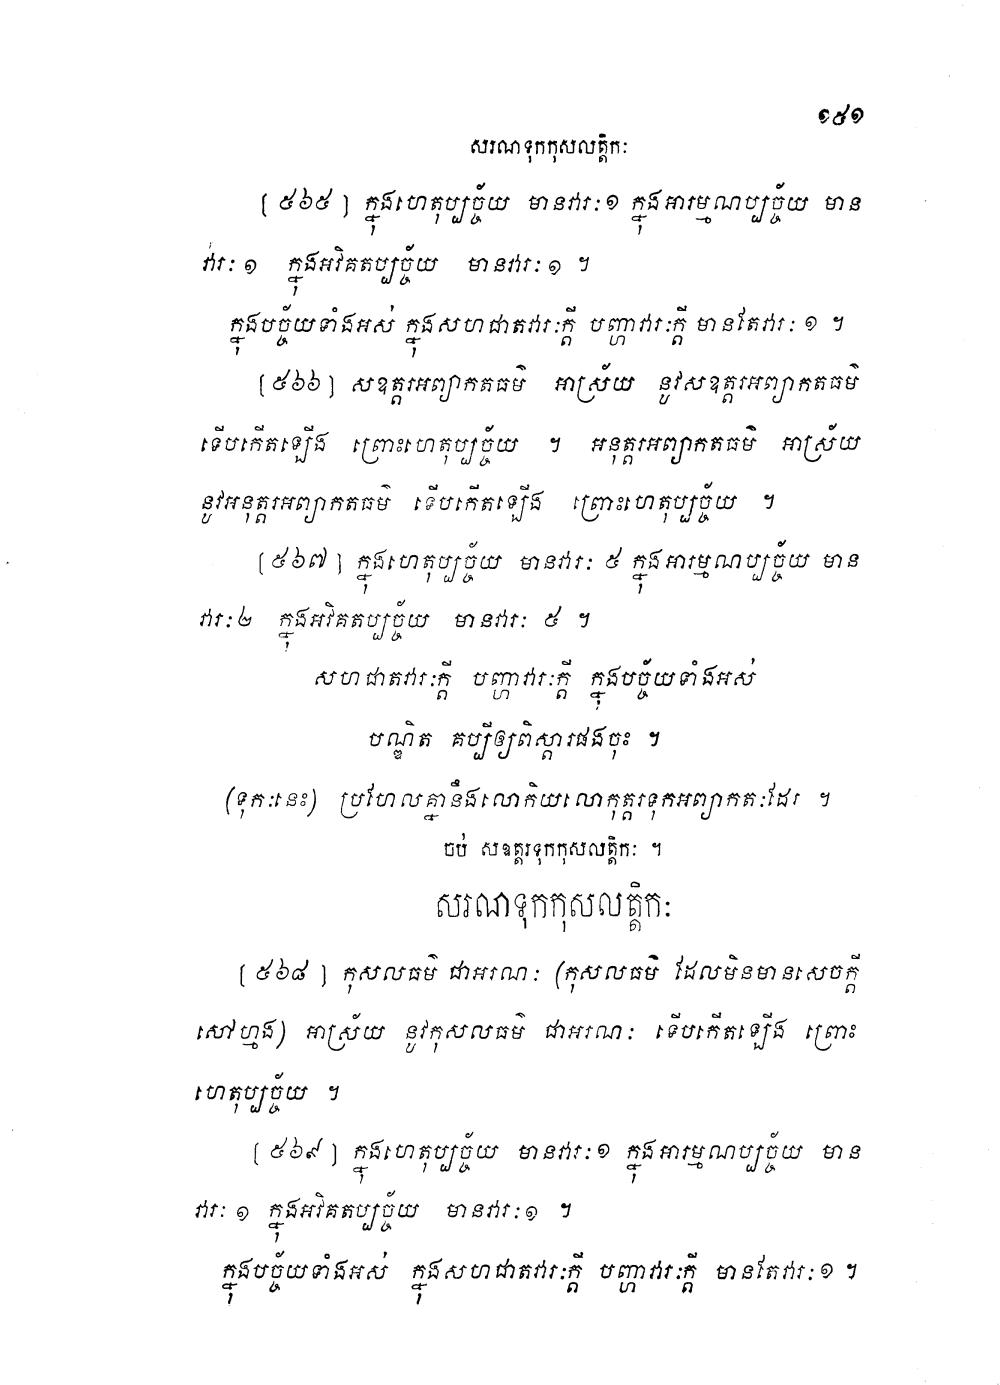 ១៩១
សរណទុកកុសលត្តិកៈ
[ ៥៦៥ ] ក្នុងហេតុប្បច្ច័យ មានវារៈ១ ក្នុងអារម្មណប្បច្ច័យ មាន
វារៈ ១ ក្នុងអវិគតប្បច្ច័យ មានវារៈ ១ ។
ក្នុងបច្ច័យទាំងអស់ ក្នុងសហជាតវារៈក្តី បញ្ហាវារៈក្តី មានតែវារៈ ១ ។
[៥៦៦] សឧត្តរអព្យាកតធម៌ អាស្រ័យ នូវសឧត្តរអព្យាកតធម៌
ទើបកើតឡើង ព្រោះហេតុប្បច្ច័យ ។ អនុត្តរអព្យាកតធម៌ អាស្រ័យ
នូវអនុត្តរអព្យាកតធម៌ ទើបកើតឡើង ព្រោះហេតុប្បច្ច័យ ។
[៥៦៧] ក្នុងហេតុប្បច្ច័យ មានវារៈ ៥ ក្នុងអារម្មណប្បច្ច័យ មាន
វារៈ ២ ក្នុងអវិគតប្បច្ច័យ មានវារៈ ៥ ។
សហជាតវារៈក្តី បញ្ហាវារៈក្តី ក្នុងបច្ច័យទាំងអស់
បណ្ឌិត គប្បីឲ្យពិស្តារផងចុះ ។
(ទុកៈនេះ) ប្រហែលគ្នានឹងលោកិយលោកុត្តរទុកអព្យាកតៈដែរ ។
ចប់ សឧត្តរទុកកុសលត្តិកៈ ។
សរណទុកកុសលត្តិកៈ
[ ៥៦៨ ] កុសលធម៌ ជាអរណៈ (កុសលធម៌ ដែលមិនមានសេចក្តី
សៅហ្មង) អាស្រ័យ នូវកុសលធម៌ ជាអរណៈ ទើបកើតឡើង ព្រោះ
ហេតុប្បច្ច័យ ។
[ ៥៦៩ ] ក្នុងហេតុប្បច្ច័យ មានវារៈ១ ក្នុងអារម្មណប្បច្ច័យ មាន
វារៈ ១ ក្នុងអវិគតប្បច្ច័យ មានវារៈ១ ។
ក្នុងបច្ច័យទាំងអស់ ក្នុងសហជាតវារៈក្តី បញ្ហាវារៈក្តី មានតែវារៈ១ ។